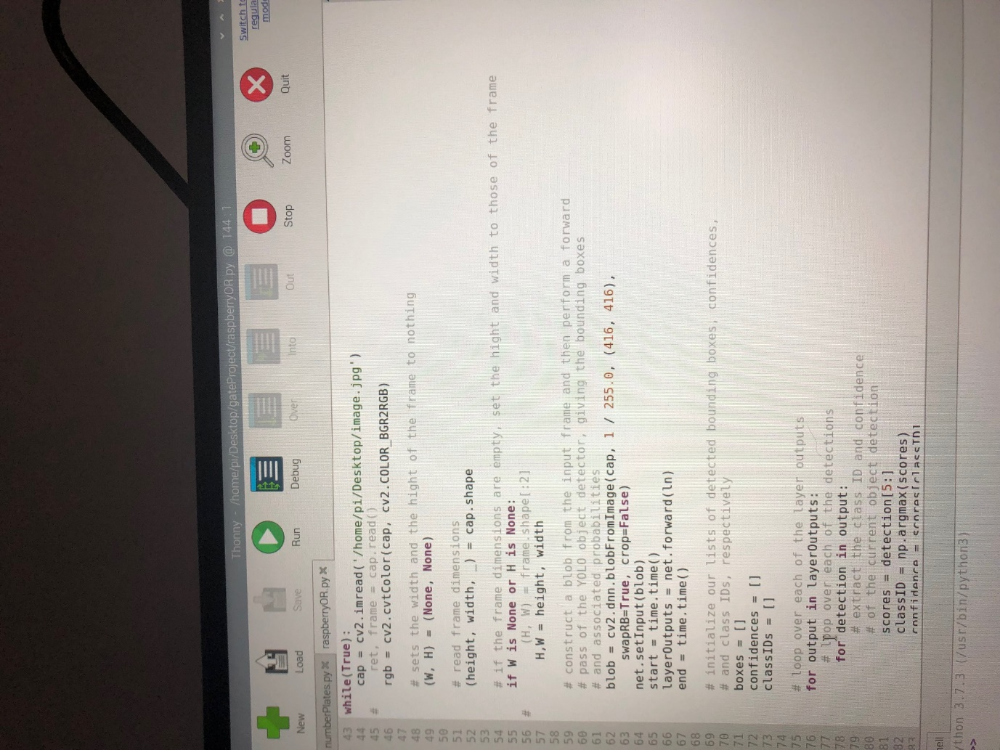 Thonny - /home/pi/Desktop/gateProject/raspberryOR.py @ 144:1
Switch to
regular
mode
New
Load
Save
Run
Debug
Over
Into
Out
Stop
Zoom
Quit
numberPlates.py
raspberryOR.py
43 while(True):
44 cap = cv2.imread('/home/pi/Desktop/image.jpg')
45 # ret, frame = cap.read()
46 rgb = cv2.cvtColor(cap, cv2.COLOR_BGR2RGB)
47
48 # sets the width and the hight of the frame to nothing
49 (W, H) = (None, None)
50
51 # read frame dimensions
52 (height, width, _) = cap.shape
53
54 # if the frame dimensions are empty, set the hight and width to those of the frame
55 if W is None or H is None:
56 # (H, W) = frame.shape[:2]
57 H,W = height, width
58
59 # construct a blob from the input frame and then perform a forward
60 # pass of the YOLO object detector, giving the bounding boxes
61 # and associated probabilities
62 blob = cv2.dnn.blobFromImage(cap, 1 / 255.0, (416, 416),
63 swapRB=True, crop=False)
64 net.setInput(blob)
65 start = time.time()
66 layerOutputs = net.forward(ln)
67 end = time.time()
68
69 # initialize our lists of detected bounding boxes, confidences,
70 # and class IDs, respectively
71 boxes = []
72 confidences = []
73 classIDs = []
74
75 # loop over each of the layer outputs
76 for output in layerOutputs:
77 # loop over each of the detections
78 for detection in output:
79 # extract the class ID and confidence
80 # of the current object detection
81 scores = detection[5:]
82 classID = np.argmax(scores)
83 confidence = scores[classID]
hell
thon 3.7.3 (/usr/bin/python3)
>>